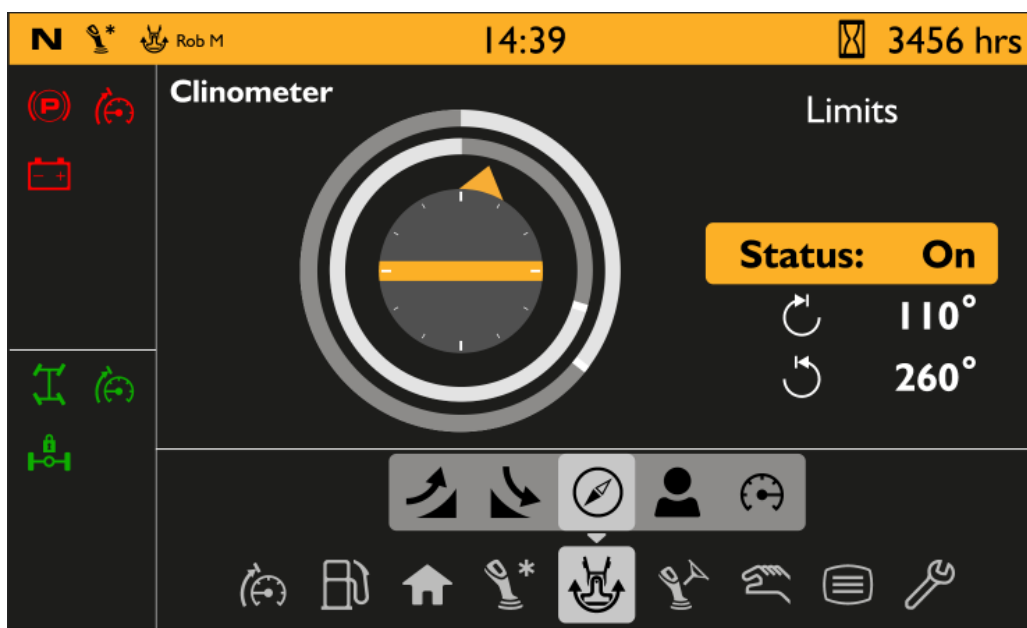 N Rob M 14:39 3456 hrs
Clinometer
Limits
Status: On
110°
260°
P